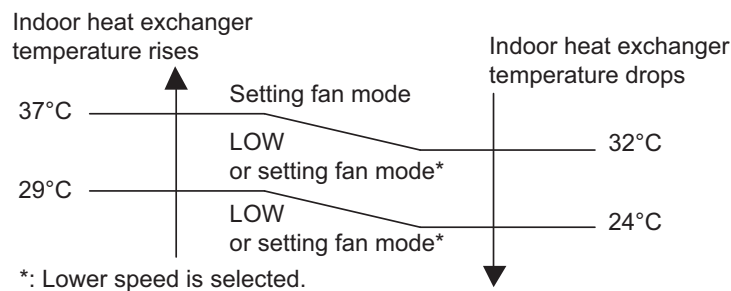 Indoor heat exchanger
temperature rises
Indoor heat exchanger
temperature drops
Setting fan mode
37°C
LOW
or setting fan mode*
32°C
29°C
LOW
or setting fan mode*
24°C
*: Lower speed is selected.